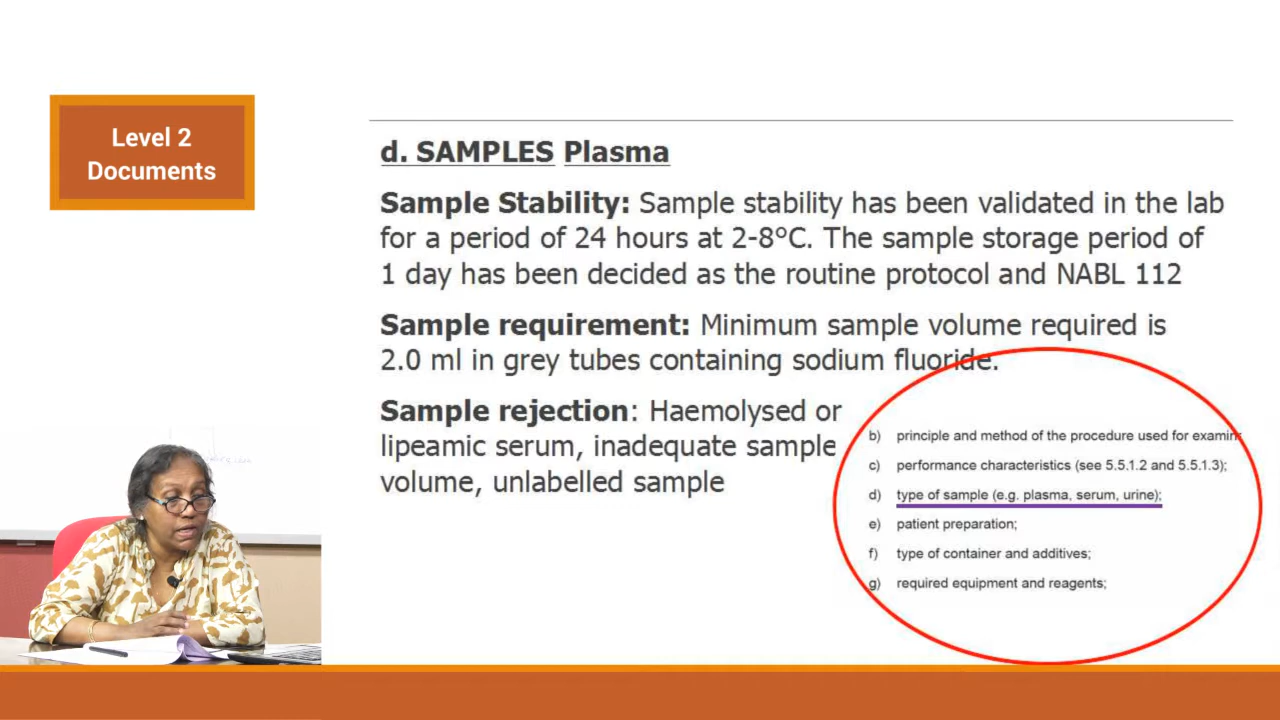 Level 2
Documents
d. SAMPLES Plasma
Sample Stability: Sample stability has been validated in the lab
for a period of 24 hours at 2-8°C. The sample storage period of
1 day has been decided as the routine protocol and NABL 112
Sample requirement: Minimum sample volume required is
2.0 ml in grey tubes containing sodium fluoride.
Sample rejection: Haemolysed or
lipeamic serum, inadequate sample
volume, unlabelled sample
b) principle and method of the procedure used for
c) performance characteristics (see 5.5.1.2 and 5.5.1.3);
d) type of sample (e.g. plasma, serum, urine);
e) patient preparation;
f) type of container and additives;
g) required equipment and reagents;